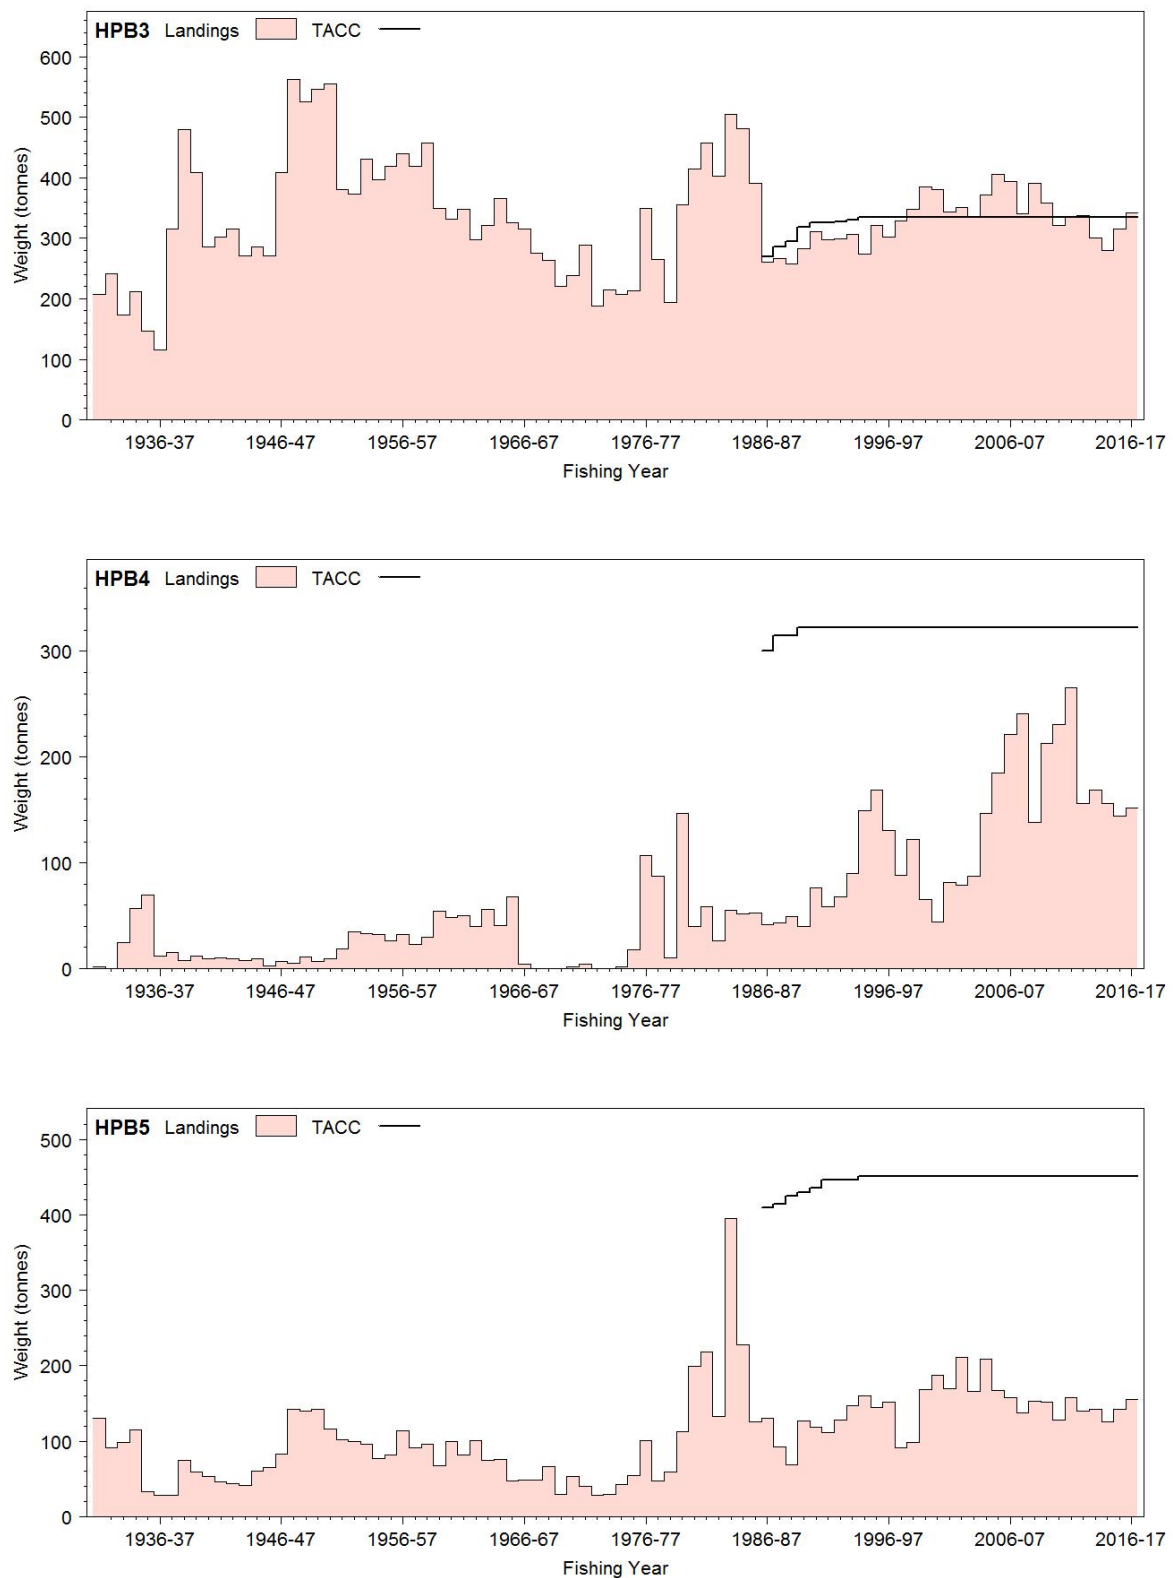 HPB3 Landings TACC
600
500
400
300
200
100
0
Weight (tonnes)
1936-37 1946-47 1956-57 1966-67 1976-77 1986-87 1996-97 2006-07 2016-17
Fishing Year
HPB4 Landings TACC
300
200
100
0
Weight (tonnes)
1936-37 1946-47 1956-57 1966-67 1976-77 1986-87 1996-97 2006-07 2016-17
Fishing Year
HPB5 Landings TACC
500
400
300
200
100
0
Weight (tonnes)
1936-37 1946-47 1956-57 1966-67 1976-77 1986-87 1996-97 2006-07 2016-17
Fishing Year